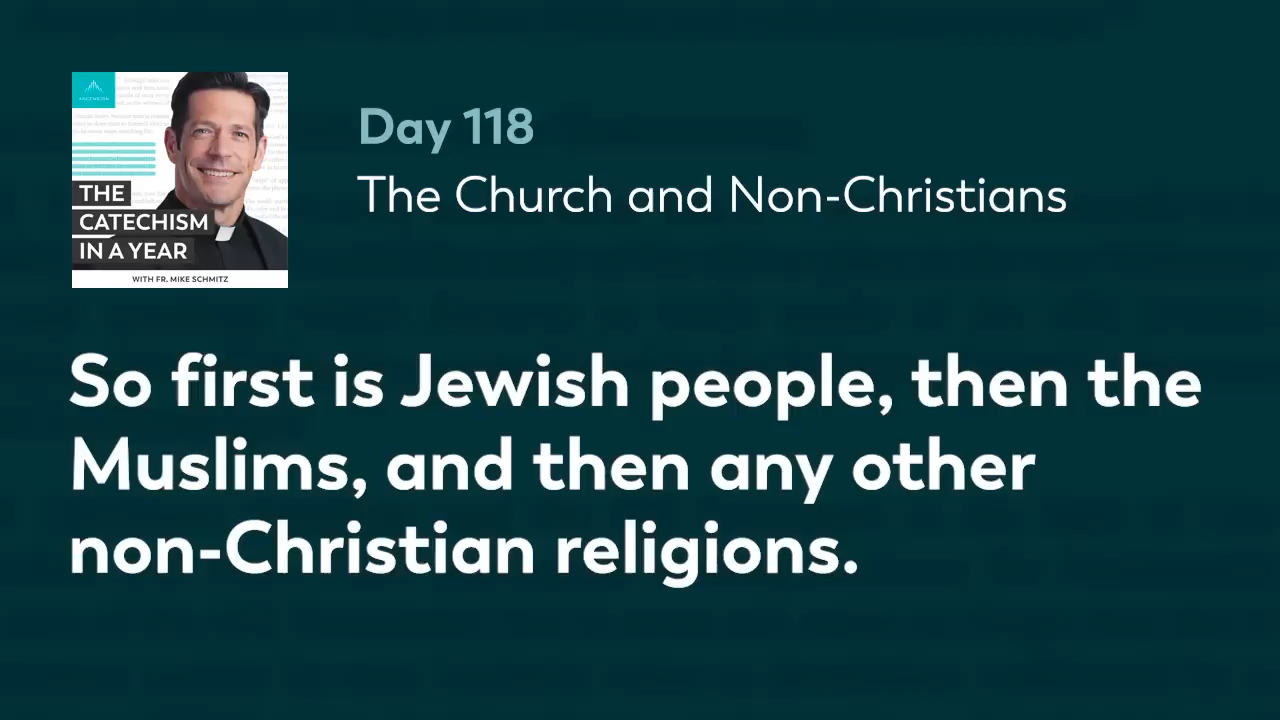 ASCENSION
THE
CATECHISM
IN A YEAR
WITH FR. MIKE SCHMITZ
Day 118
The Church and Non-Christians
So first is Jewish people, then the
Muslims, and then any other
non-Christian religions.